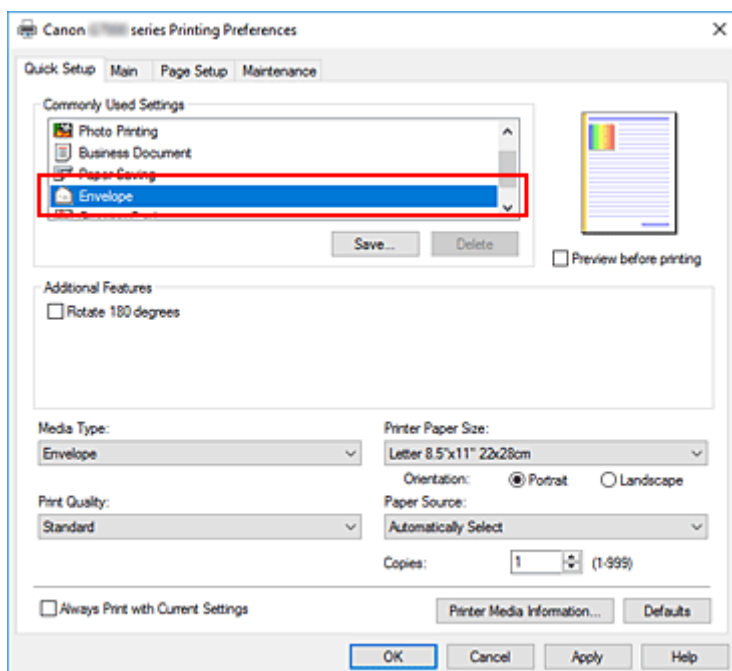 Canon series Printing Preferences
Quick Setup Main Page Setup Maintenance
Commonly Used Settings
Photo Printing
Business Document
Paper Saving
Envelope
Save... Delete
Preview before printing
Additional Features
Rotate 180 degrees
Media Type: Printer Paper Size:
Envelope Letter 8.5"x11" 22x28cm
Orientation: Portrait Landscape
Print Quality: Paper Source:
Standard Automatically Select
Copies: 1 (1-999)
Always Print with Current Settings Printer Media Information... Defaults
OK Cancel Apply Help